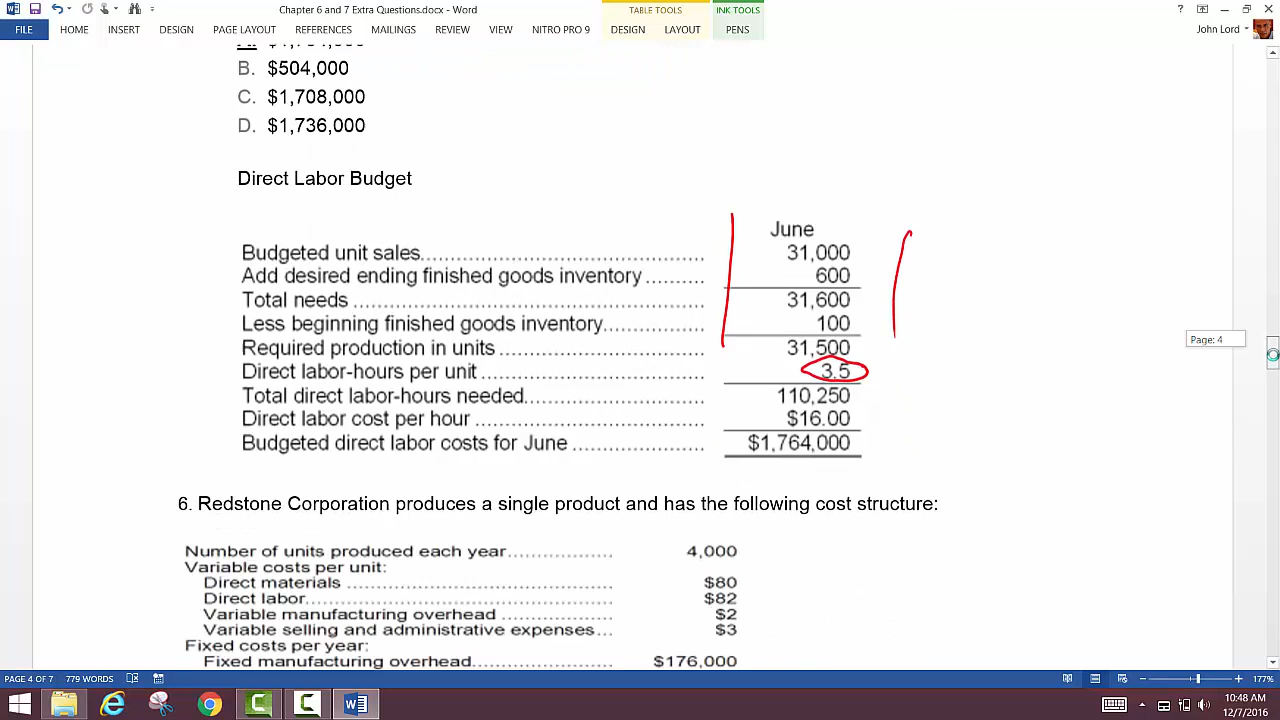 Chapter 6 and 7 Extra Questions.docx - Word
TABLE TOOLS
INK TOOLS
?
FILE HOME INSERT DESIGN PAGE LAYOUT REFERENCES MAILINGS REVIEW VIEW NITRO PRO 9 DESIGN LAYOUT PENS John Lord
B. $504,000
C. $1,708,000
D. $1,736,000
Direct Labor Budget
June
Budgeted unit sales 31,000
Add desired ending finished goods inventory 600
Total needs 31,600
Less beginning finished goods inventory 100
Required production in units 31,500
Direct labor-hours per unit 3.5
Total direct labor-hours needed 110,250
Direct labor cost per hour $16.00
Budgeted direct labor costs for June $1,764,000
Page: 4
6. Redstone Corporation produces a single product and has the following cost structure:
Number of units produced each year 4,000
Variable costs per unit:
Direct materials $80
Direct labor $82
Variable manufacturing overhead $2
Variable selling and administrative expenses $3
Fixed costs per year:
Fixed manufacturing overhead $176,000
PAGE 4 OF 7 779 WORDS 177%
10:48 AM
12/7/2016